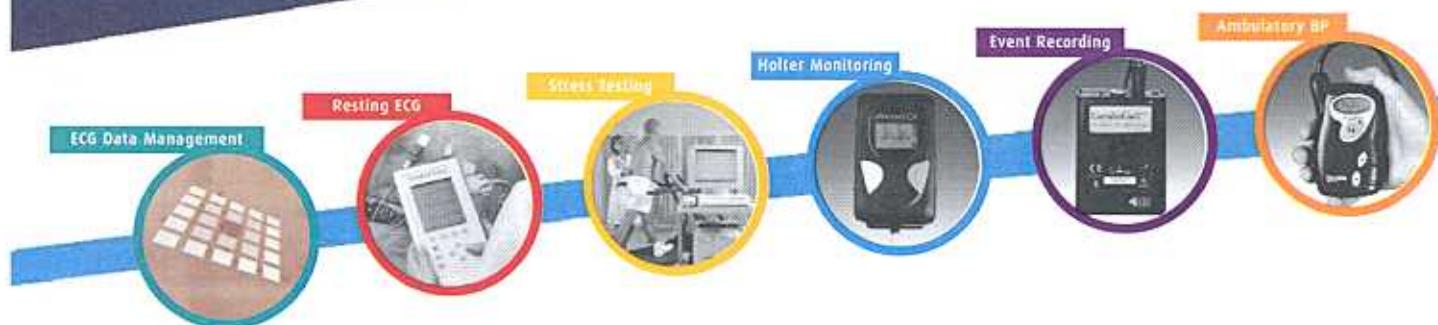 ECG Data Management
Resting ECG
Stress Testing
Holter Monitoring
Event Recording
Ambulatory BP